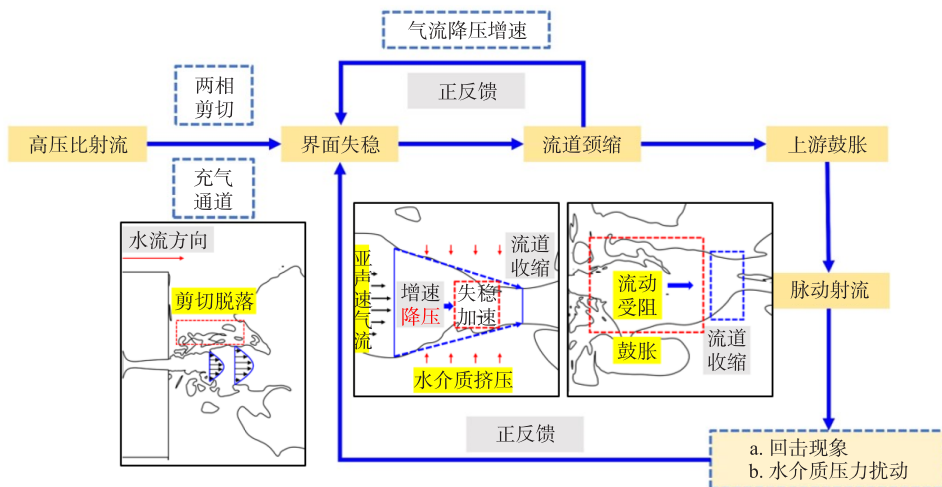 气流降压增速
两相
剪切
正反馈
高压比射流
界面失稳
流道颈缩
上游鼓胀
充气
通道
水流方向
剪切脱落
亚声速气流
增速
降压
失稳
加速
流道
收缩
水介质挤压
流动
受阻
鼓胀
流道
收缩
脉动射流
正反馈
a. 回击现象
b. 水介质压力扰动